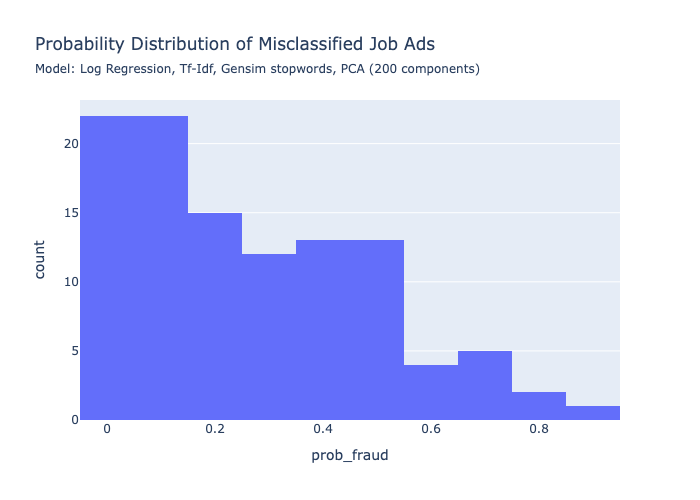 Probability Distribution of Misclassified Job Ads
Model: Log Regression, Tf-Idf, Gensim stopwords, PCA (200 components)
20
15
10
5
0
count
0 0.2 0.4 0.6 0.8
prob_fraud